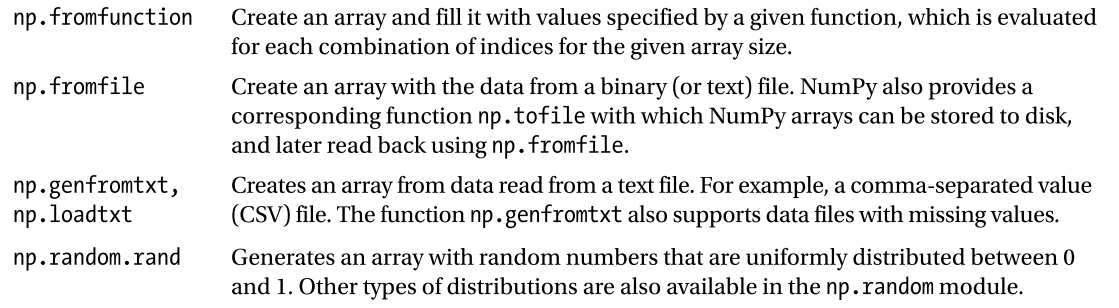 np.fromfunction Create an array and fill it with values specified by a given function, which is evaluated
for each combination of indices for the given array size.
np.fromfile Create an array with the data from a binary (or text) file. NumPy also provides a
corresponding function np.tofile with which NumPy arrays can be stored to disk,
and later read back using np.fromfile.
np.genfromtxt, Creates an array from data read from a text file. For example, a comma-separated value
np.loadtxt (CSV) file. The function np.genfromtxt also supports data files with missing values.
np.random.rand Generates an array with random numbers that are uniformly distributed between 0
and 1. Other types of distributions are also available in the np.random module.